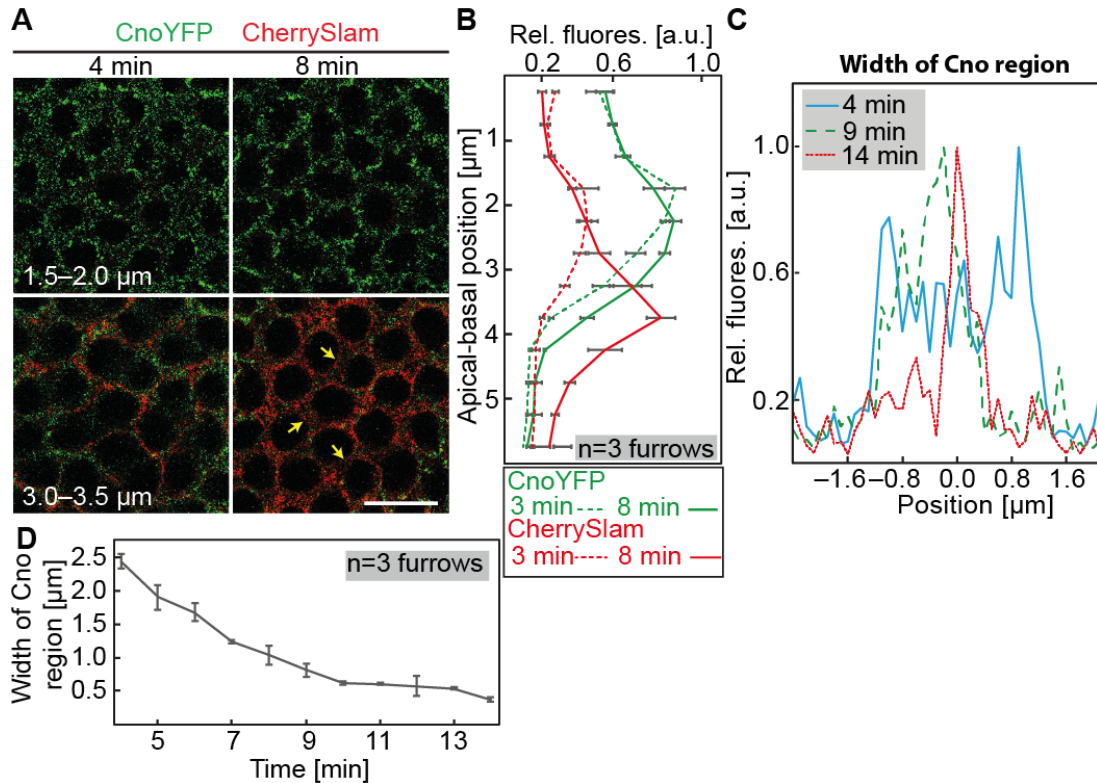 A
CnoYFP CherrySlam
4 min 8 min
1.5–2.0 µm
3.0–3.5 µm
B
Rel. fluores. [a.u.]
0.2 0.6 1.0
Apical-basal position [µm]
1
2
3
4
5
n=3 furrows
CnoYFP
3 min 8 min
CherrySlam
3 min 8 min
C
Width of Cno region
4 min
9 min
14 min
Rel. fluores. [a.u.]
1.0
0.6
0.2
−1.6 −0.8 0.0 0.8 1.6
Position [µm]
D
n=3 furrows
Width of Cno
region [µm]
2.5
2.0
1.5
1.0
0.5
5 7 9 11 13
Time [min]